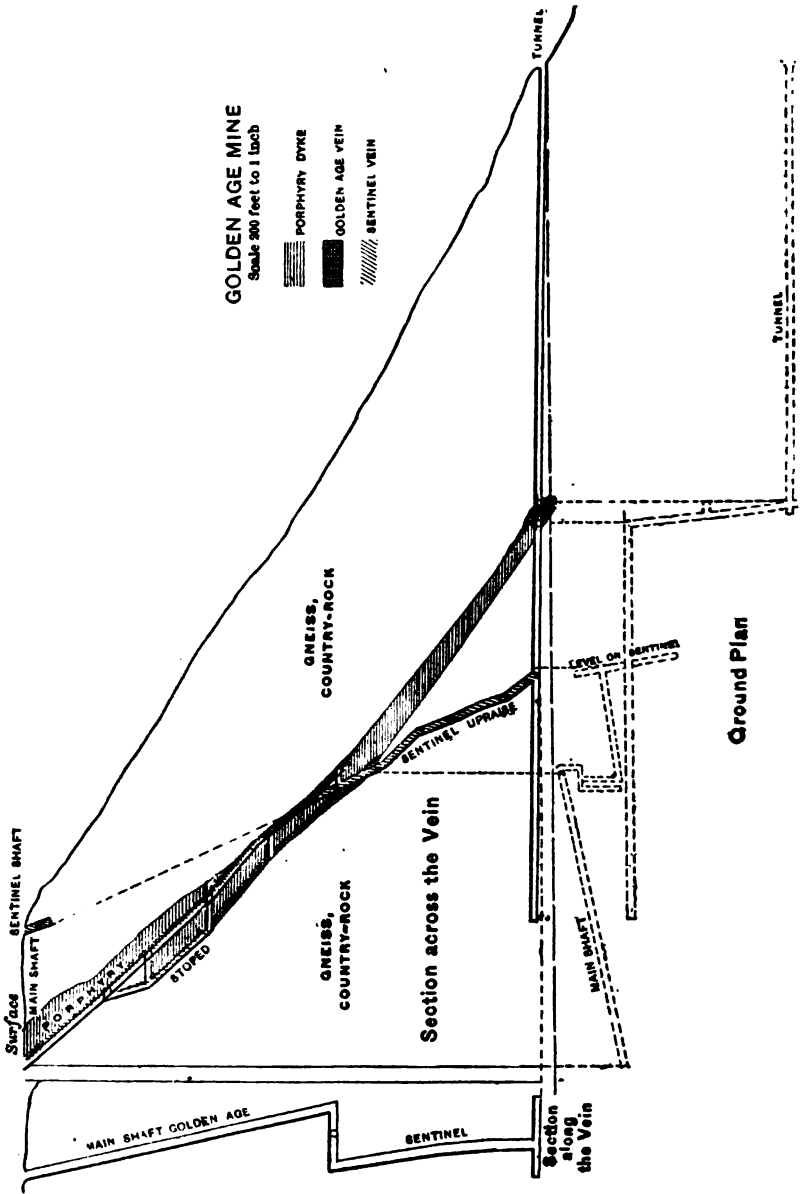 GOLDEN AGE MINE
Scale 200 feet to 1 inch
PORPHYRY DYKE
GOLDEN AGE VEIN
SENTINEL VEIN
Surface
MAIN SHAFT
SENTINEL SHAFT
PORPHYRY
STOPED
GNEISS,
COUNTRY-ROCK
GNEISS,
COUNTRY-ROCK
SENTINEL UPRAISE
TUNNEL
Section across the Vein
MAIN SHAFT GOLDEN AGE
SENTINEL
Section
along
the Vein
MAIN SHAFT
LEVEL ON SENTINEL
TUNNEL
Ground Plan